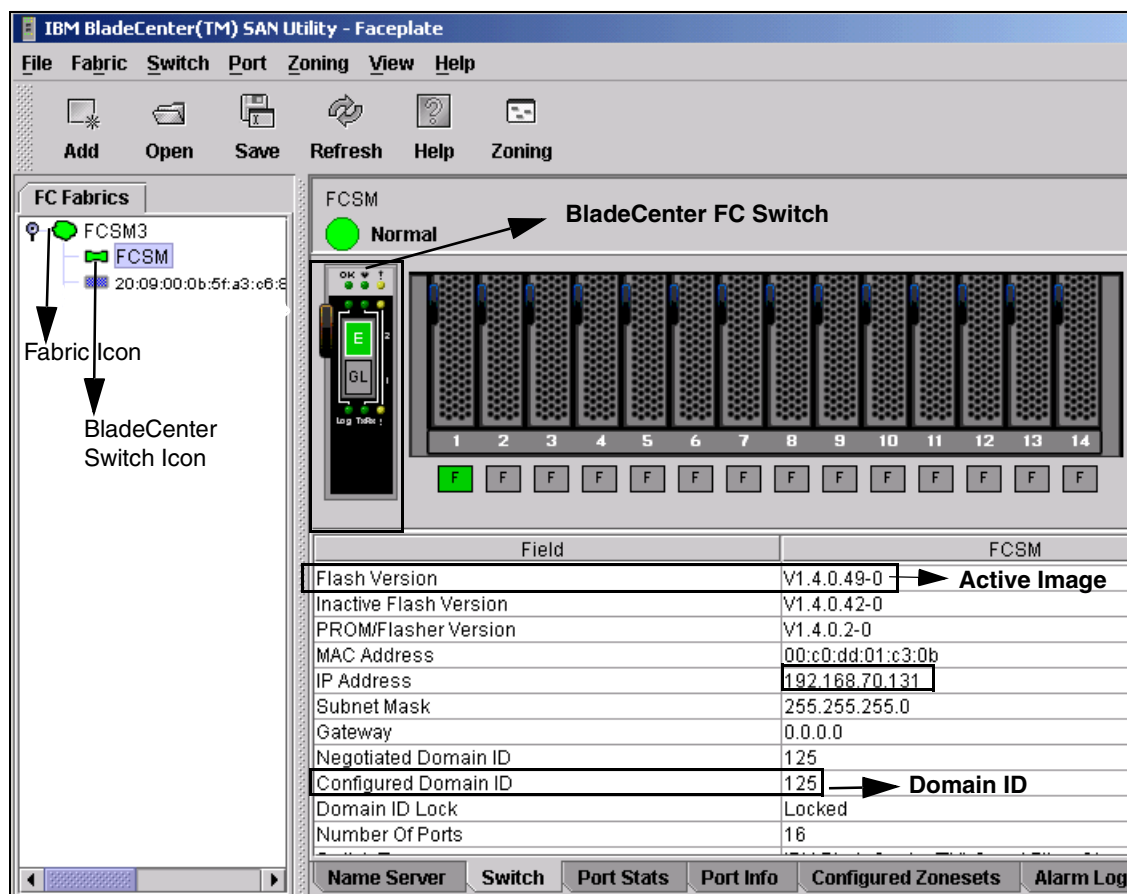 IBM BladeCenter(TM) SAN Utility - Faceplate
File Fabric Switch Port Zoning View Help
Add Open Save Refresh Help Zoning
FC Fabrics
FCSM3
FCSM
20:09:00:0b:5f:a3:c6:8
Fabric Icon
BladeCenter
Switch Icon
FCSM
Normal
BladeCenter FC Switch
OK
E
2
GL
1
Log TxRx !
1 2 3 4 5 6 7 8 9 10 11 12 13 14
F F F F F F F F F F F F F F
Field FCSM
Flash Version V1.4.0.49-0 Active Image
Inactive Flash Version V1.4.0.42-0
PROM/Flasher Version V1.4.0.2-0
MAC Address 00:c0:dd:01:c3:0b
IP Address 192.168.70.131
Subnet Mask 255.255.255.0
Gateway 0.0.0.0
Negotiated Domain ID 125
Configured Domain ID 125 Domain ID
Domain ID Lock Locked
Number Of Ports 16
Name Server Switch Port Stats Port Info Configured Zonesets Alarm Log